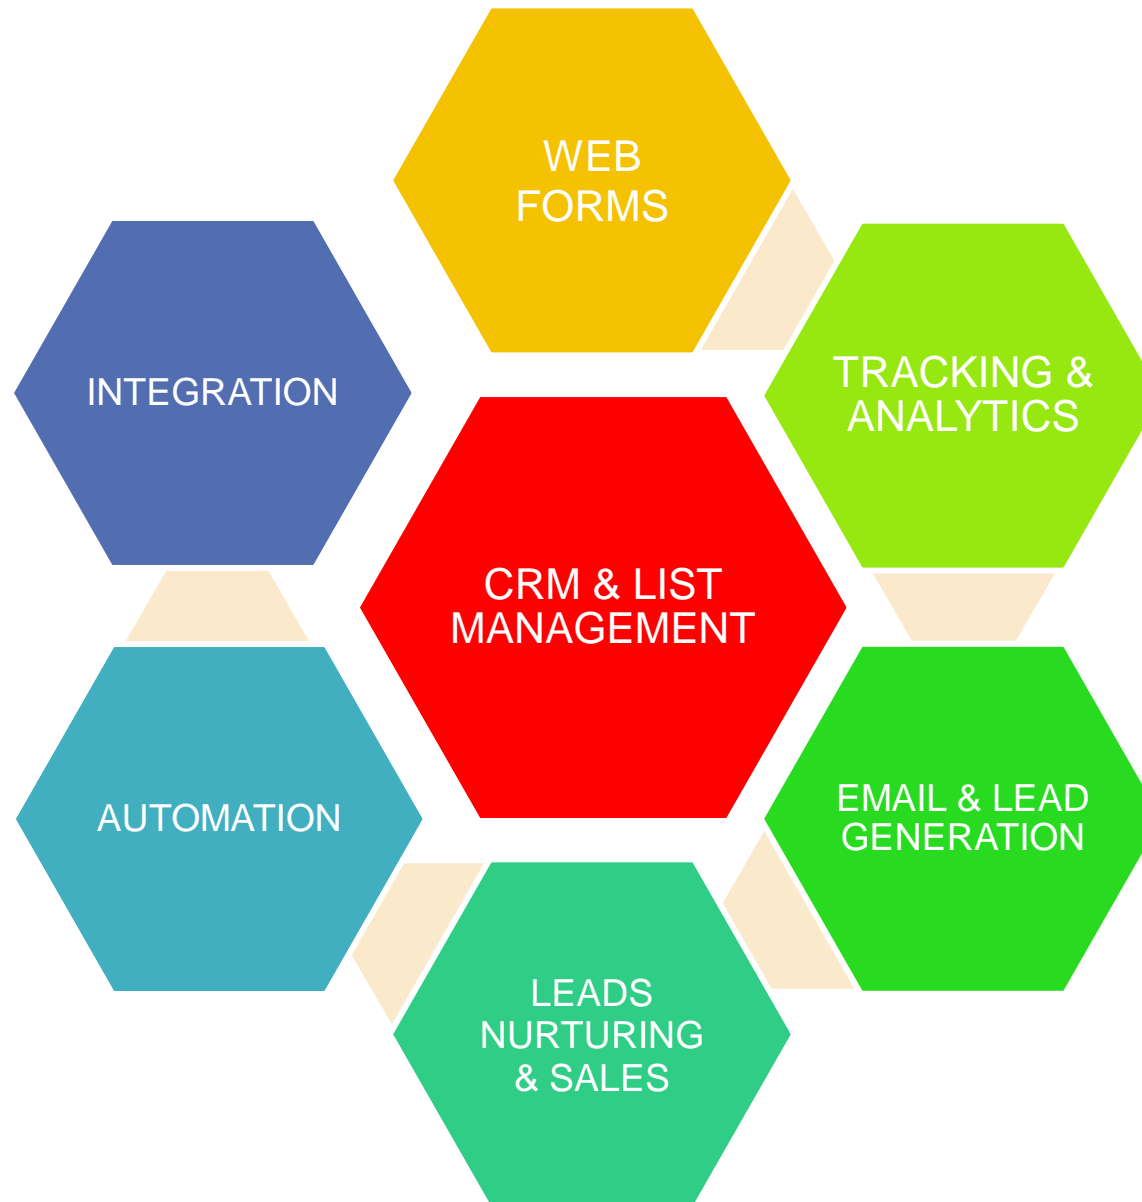 WEB
FORMS
TRACKING &
ANALYTICS
INTEGRATION
CRM & LIST
MANAGEMENT
EMAIL & LEAD
GENERATION
AUTOMATION
LEADS
NURTURING
& SALES